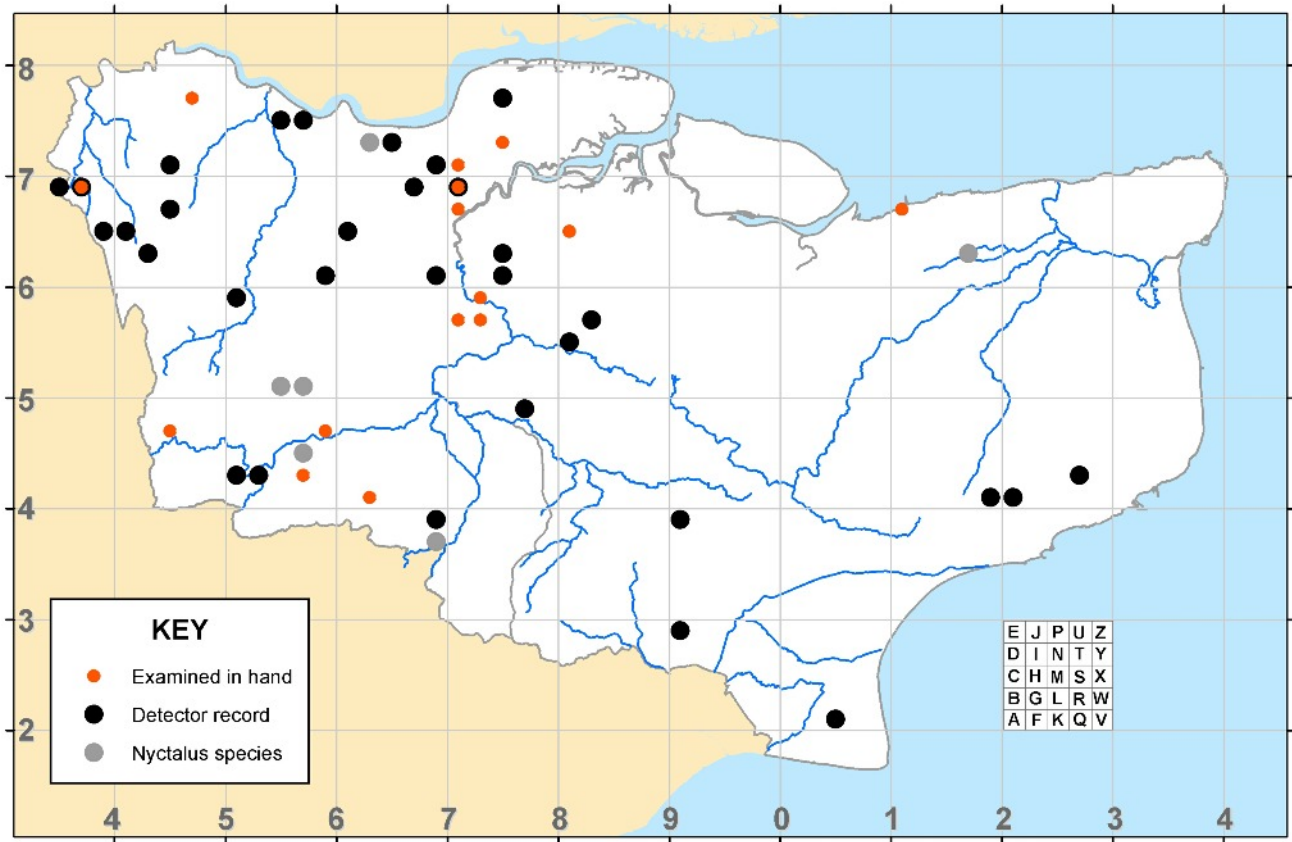 8
7
6
5
4
3
2
KEY
Examined in hand
Detector record
Nyctalus species
E J P U Z
D I N T Y
C H M S X
B G L R W
A F K Q V
4 5 6 7 8 9 0 1 2 3 4